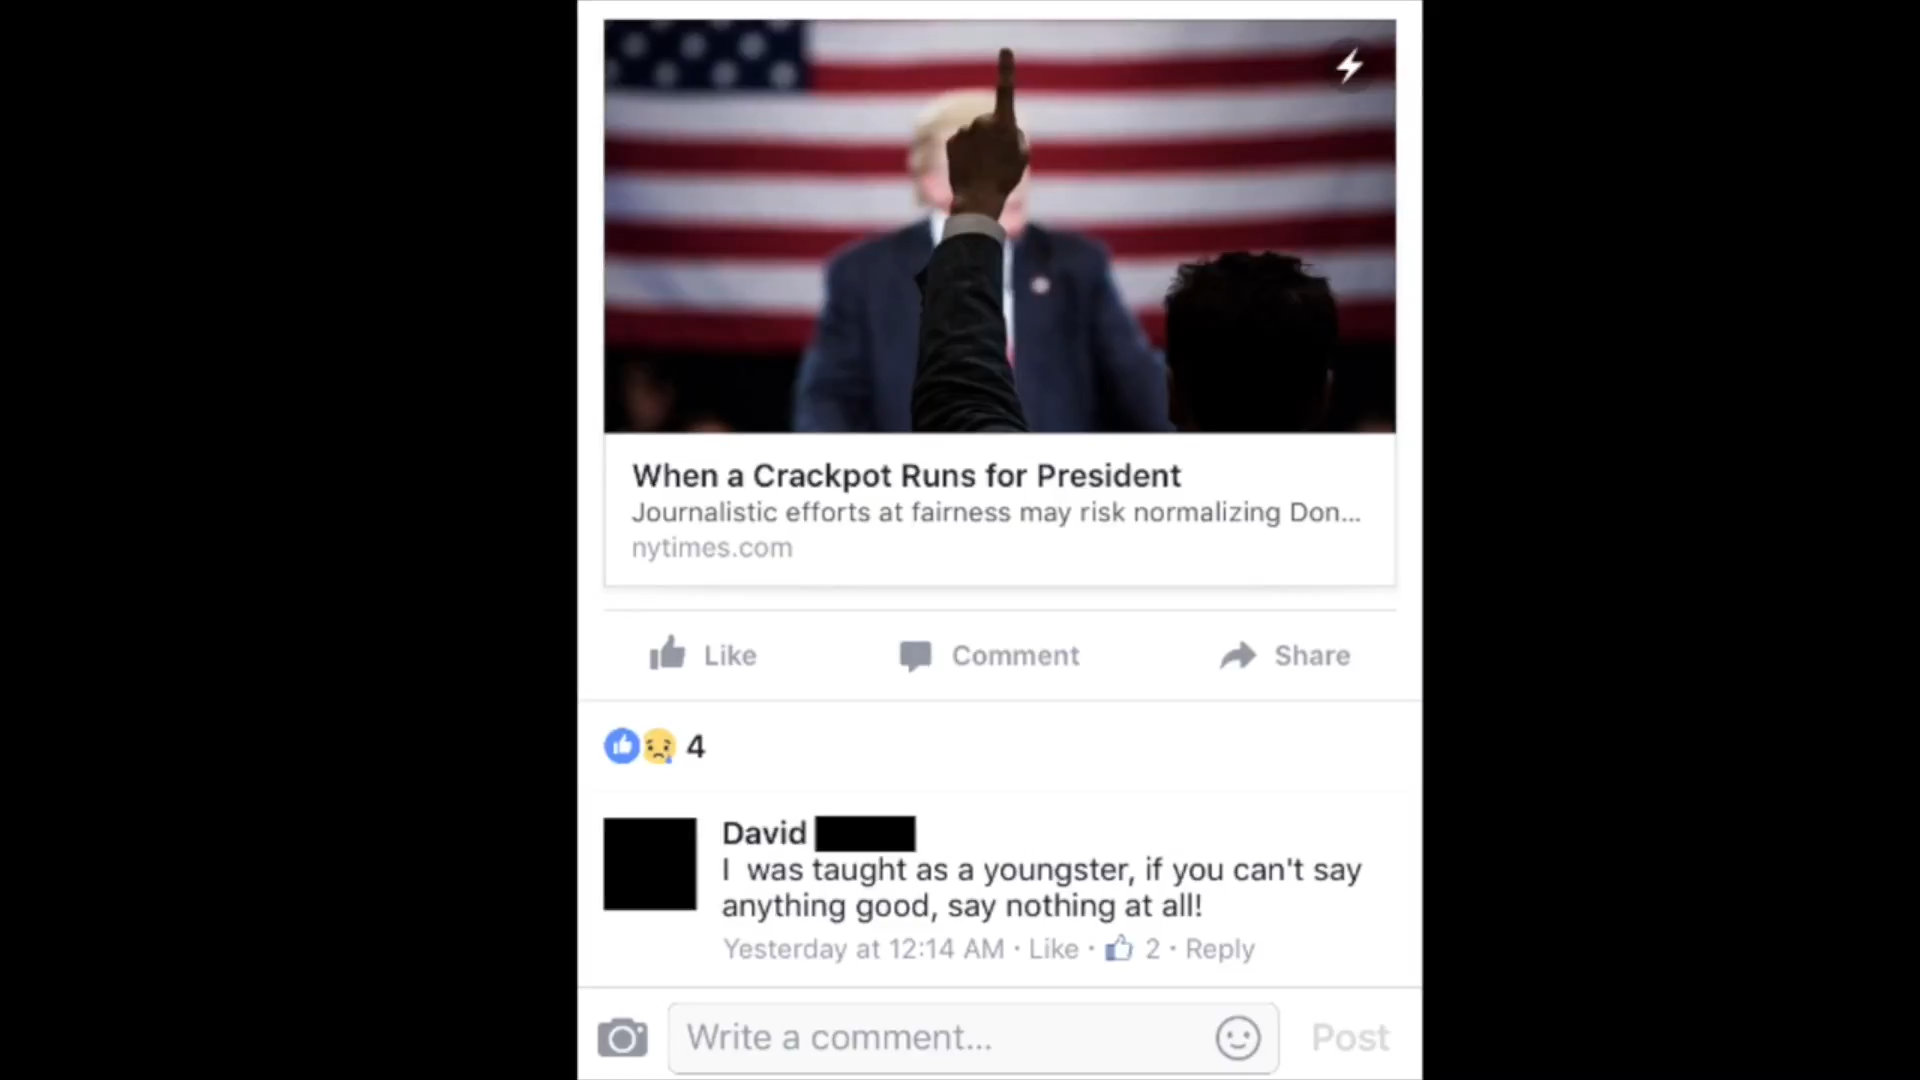 When a Crackpot Runs for President
Journalistic efforts at fairness may risk normalizing Don...
nytimes.com
Like Comment Share
4
David
I was taught as a youngster, if you can't say
anything good, say nothing at all!
Yesterday at 12:14 AM · Like · 2 · Reply
Write a comment... Post